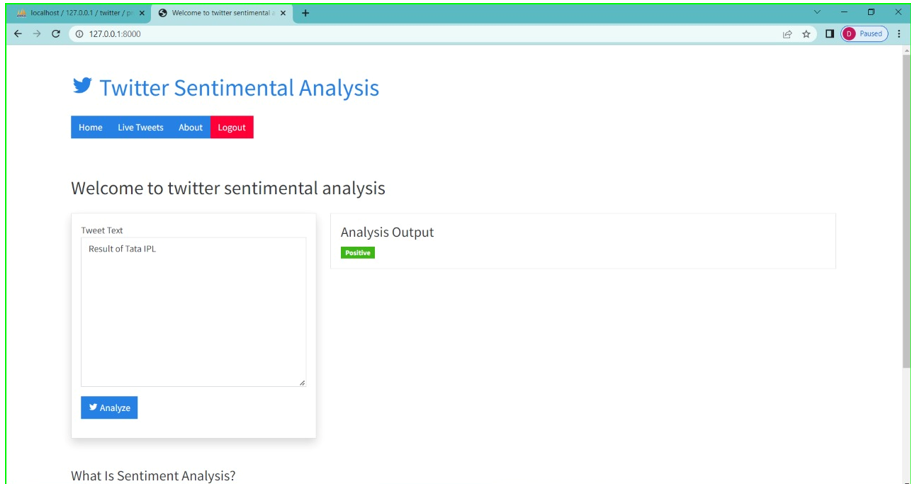 localhost / 127.0.0.1 / twitter / p
Welcome to twitter sentimental
127.0.0.1:8000
D Paused
Twitter Sentimental Analysis
Home Live Tweets About Logout
Welcome to twitter sentimental analysis
Tweet Text
Result of Tata IPL
Analyze
Analysis Output
Positive
What Is Sentiment Analysis?